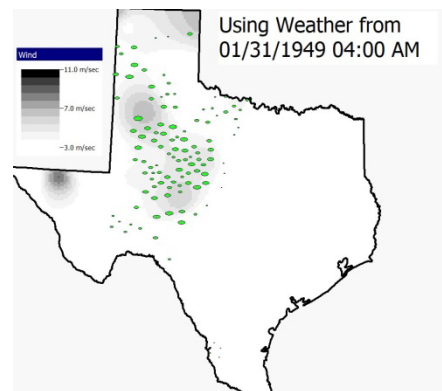 Using Weather from
01/31/1949 04:00 AM
Wind
11.0 m/sec
7.0 m/sec
3.0 m/sec